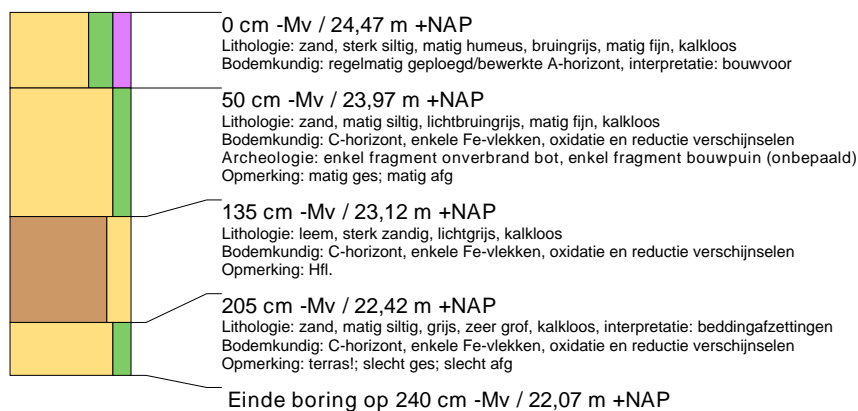 0 cm -Mv / 24,47 m +NAP
Lithologie: zand, sterk siltig, matig humeus, bruingrijs, matig fijn, kalkloos
Bodemkundig: regelmatig geploegd/bewerkte A-horizont, interpretatie: bouwvoor
50 cm -Mv / 23,97 m +NAP
Lithologie: zand, matig siltig, lichtbruingrijs, matig fijn, kalkloos
Bodemkundig: C-horizont, enkele Fe-vlekken, oxidatie en reductie verschijnselen
Archeologie: enkel fragment onverbrand bot, enkel fragment bouwpuin (onbepaald)
Opmerking: matig ges; matig afg
135 cm -Mv / 23,12 m +NAP
Lithologie: leem, sterk zandig, lichtgrijs, kalkloos
Bodemkundig: C-horizont, enkele Fe-vlekken, oxidatie en reductie verschijnselen
Opmerking: Hfl.
205 cm -Mv / 22,42 m +NAP
Lithologie: zand, matig siltig, grijs, zeer grof, kalkloos, interpretatie: beddingafzettingen
Bodemkundig: C-horizont, enkele Fe-vlekken, oxidatie en reductie verschijnselen
Opmerking: terras!; slecht ges; slecht afg
Einde boring op 240 cm -Mv / 22,07 m +NAP